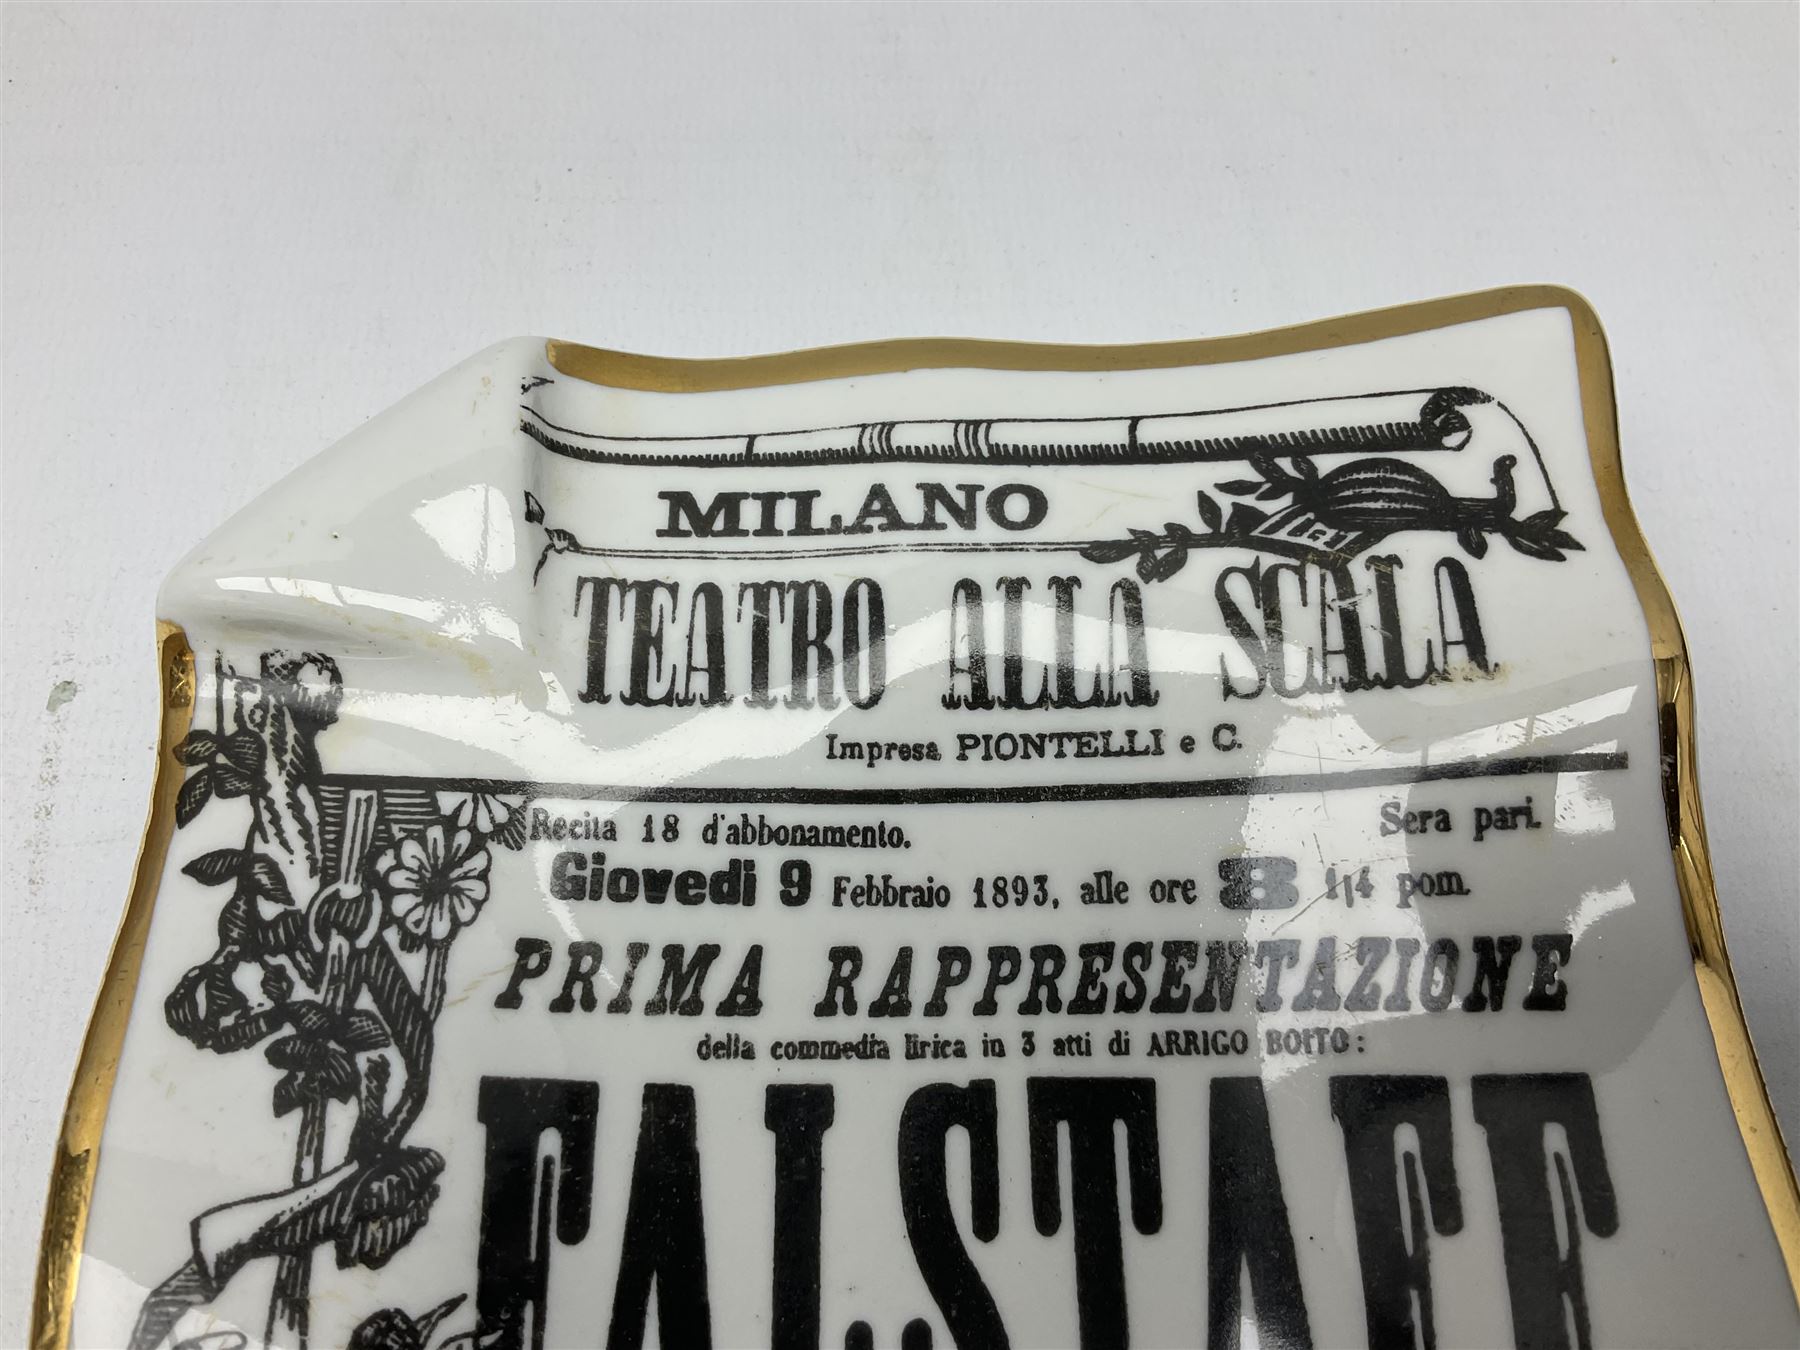 MILANO
TEATRO ALLA SCALA
Impresa PIONTELLI e C.
Recita 18 d'abbonamento. Sera pari.
Giovedi 9 Febbraio 1893, alle ore 8 1/4 pom.
PRIMA RAPPRESENTAZIONE
della commedia lirica in 3 atti di ARRIGO BOITO:
FALSTAFF